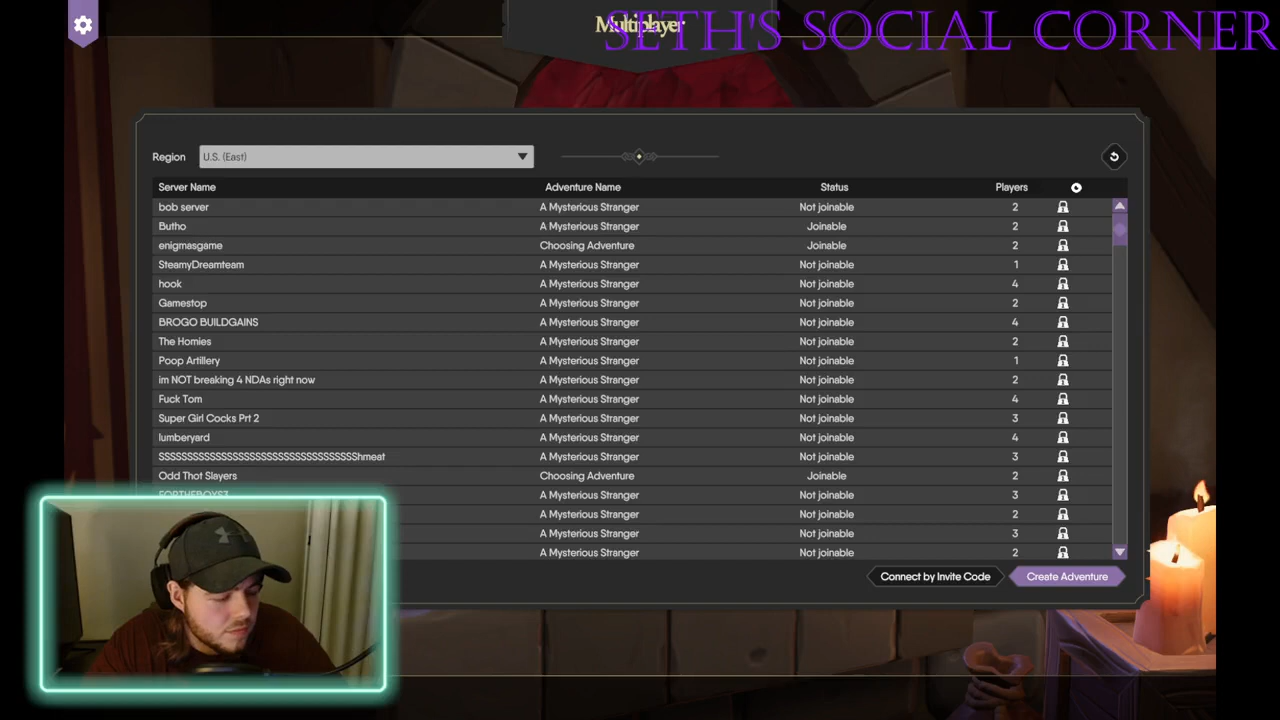 Multiplayer
SETH'S SOCIAL CORNER
Region U.S. (East)
Server Name Adventure Name Status Players
bob server A Mysterious Stranger Not joinable 2
Butho A Mysterious Stranger Joinable 2
enigmasgame Choosing Adventure Joinable 2
SteamyDreamteam A Mysterious Stranger Not joinable 1
hook A Mysterious Stranger Not joinable 4
Gamestop A Mysterious Stranger Not joinable 2
BROGO BUILDGAINS A Mysterious Stranger Not joinable 4
The Homies A Mysterious Stranger Not joinable 2
Poop Artillery A Mysterious Stranger Not joinable 1
im NOT breaking 4 NDAs right now A Mysterious Stranger Not joinable 2
Fuck Tom A Mysterious Stranger Not joinable 4
Super Girl Cocks Prt 2 A Mysterious Stranger Not joinable 3
lumberyard A Mysterious Stranger Not joinable 4
SSSSSSSSSSSSSSSSSSSSSSSSSSSSSSSSSSShmeat A Mysterious Stranger Not joinable 3
Odd Thot Slayers Choosing Adventure Joinable 2
FORTHEBOYS3 A Mysterious Stranger Not joinable 3
A Mysterious Stranger Not joinable 2
A Mysterious Stranger Not joinable 3
A Mysterious Stranger Not joinable 2
Connect by Invite Code Create Adventure